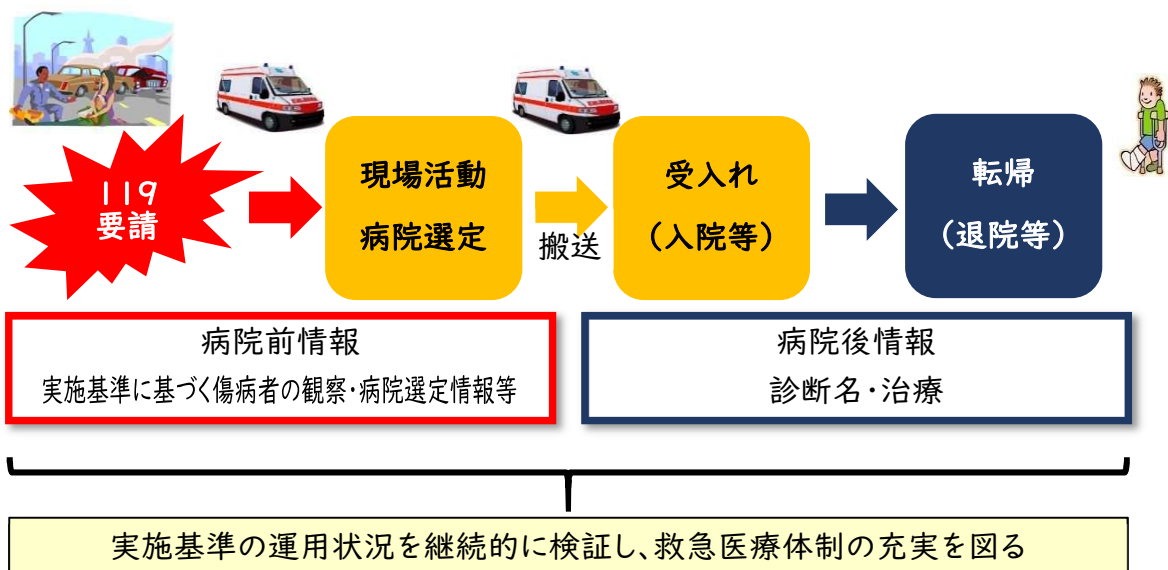 119
要請
現場活動
病院選定
搬送
受入れ
(入院等)
転帰
(退院等)
病院前情報
実施基準に基づく傷病者の観察・病院選定情報等
病院後情報
診断名・治療
実施基準の運用状況を継続的に検証し、救急医療体制の充実を図る